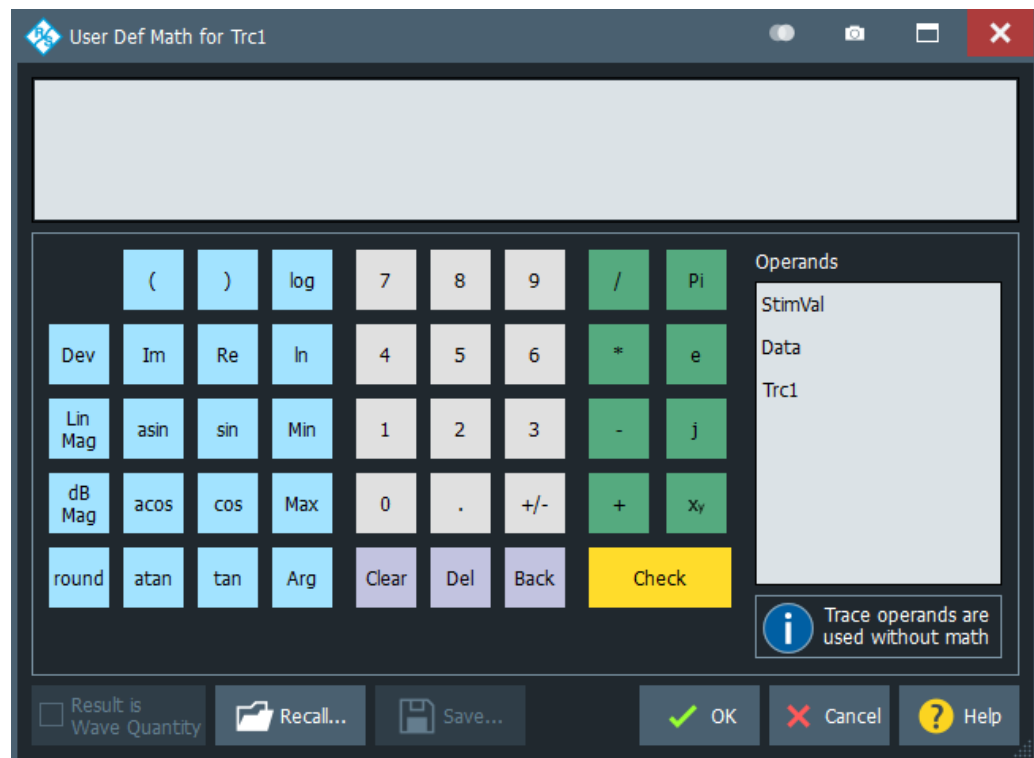 R&S User Def Math for Trc1
( ) log 7 8 9 / Pi Operands
StimVal
Dev Im Re ln 4 5 6 * e Data
Trc1
Lin
Mag asin sin Min 1 2 3 - j
dB
Mag acos cos Max 0 . +/- + xy
round atan tan Arg Clear Del Back Check
i Trace operands are
used without math
Result is
Wave Quantity Recall... Save... OK Cancel ? Help